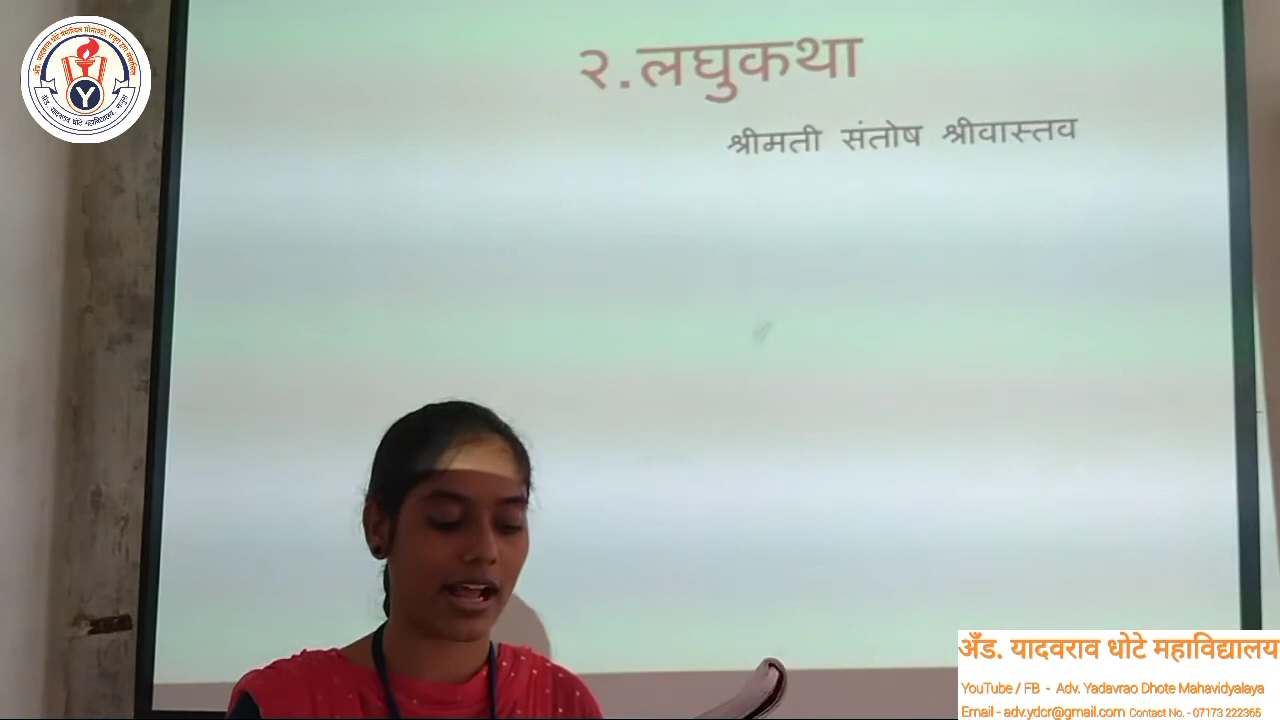 २.लघुकथा
श्रीमती संतोष श्रीवास्तव
Y
अँड. यादवराव धोटे महाविद्यालय
YouTube / FB - Adv. Yadavrao Dhote Mahavidyalaya
Email - adv.ydcr@gmail.com Contact No. - 07173 222366